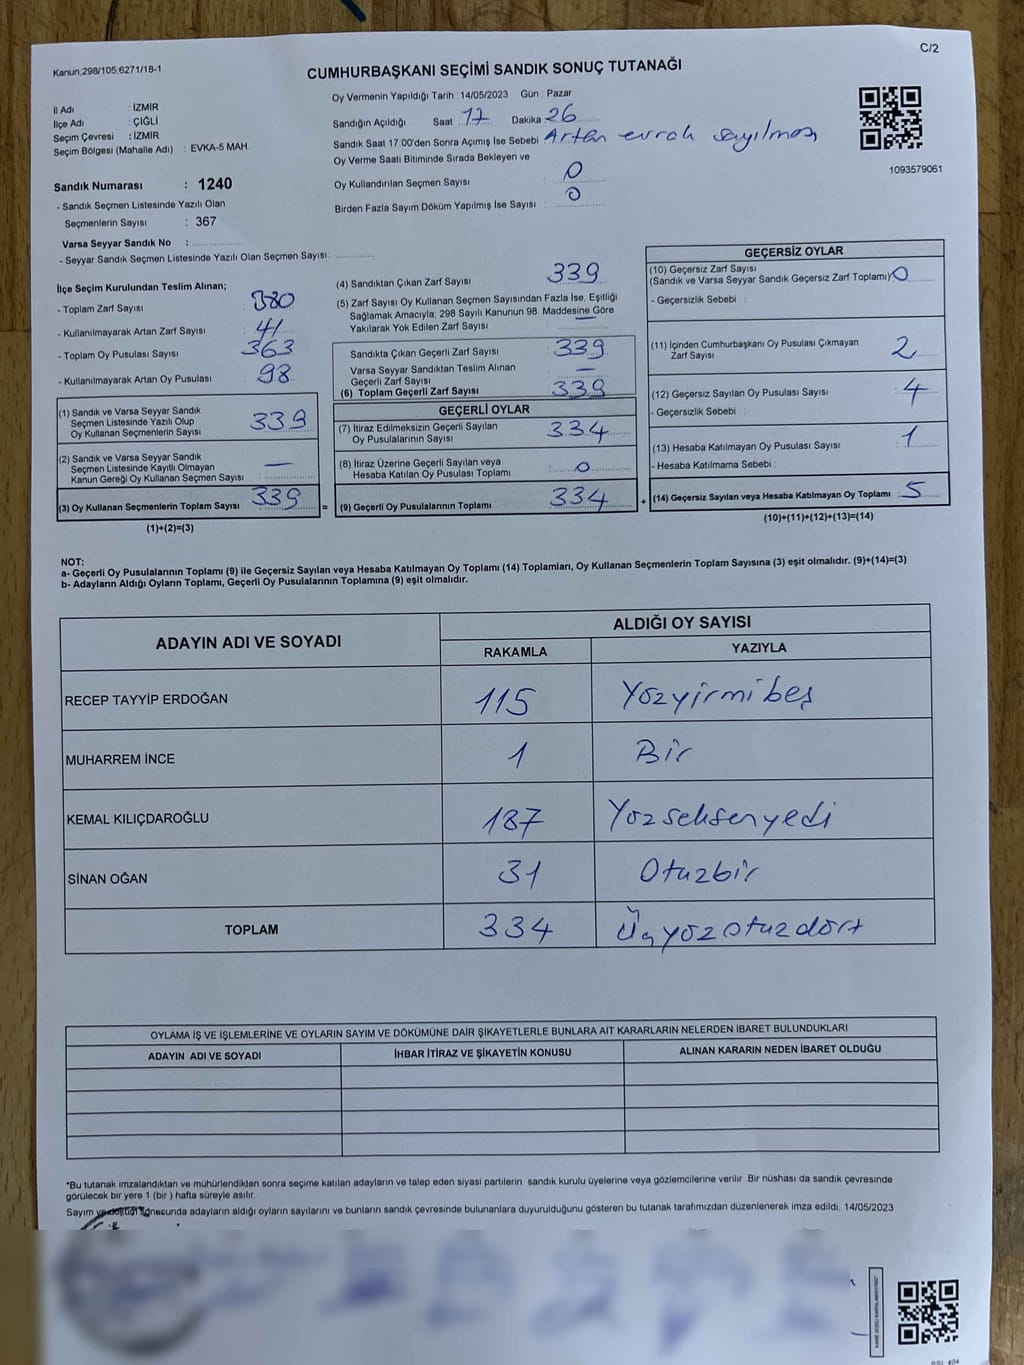 C/2
Kanun;298/105,6271/18-1
CUMHURBAŞKANI SEÇİMİ SANDIK SONUÇ TUTANAĞI
İl Adı : İZMİR
İlçe Adı : ÇİĞLİ
Seçim Çevresi : İZMİR
Seçim Bölgesi (Mahalle Adı) : EVKA-5 MAH.
Sandık Numarası : 1240
- Sandık Seçmen Listesinde Yazılı Olan
Seçmenlerin Sayısı : 367
Varsa Seyyar Sandık No :
- Seyyar Sandık Seçmen Listesinde Yazılı Olan Seçmen Sayısı:
Oy Vermenin Yapıldığı Tarih : 14/05/2023 Gün : Pazar
Sandığın Açıldığı Saat : 17 Dakika : 26
Sandık Saat 17:00'den Sonra Açımış İse Sebebi : Artan evrak sayılması
Oy Verme Saati Bitiminde Sırada Bekleyen ve
Oy Kullandırılan Seçmen Sayısı : 0
Birden Fazla Sayım Döküm Yapılmış İse Sayısı : 0
1093579061
İlçe Seçim Kurulundan Teslim Alınan;
- Toplam Zarf Sayısı : 380
- Kullanılmayarak Artan Zarf Sayısı : 41
- Toplam Oy Pusulası Sayısı : 363
- Kullanılmayarak Artan Oy Pusulası : 98
(1) Sandık ve Varsa Seyyar Sandık
Seçmen Listesinde Yazılı Olup
Oy Kullanan Seçmenlerin Sayısı : 339
(2) Sandık ve Varsa Seyyar Sandık
Seçmen Listesinde Kayıtlı Olmayan
Kanun Gereği Oy Kullanan Seçmen Sayısı : —
(3) Oy Kullanan Seçmenlerin Toplam Sayısı : 339
(1)+(2)=(3)
(4) Sandıktan Çıkan Zarf Sayısı : 339
(5) Zarf Sayısı Oy Kullanan Seçmen Sayısından Fazla İse, Eşitliği
Sağlamak Amacıyla, 298 Sayılı Kanunun 98. Maddesine Göre
Yakılarak Yok Edilen Zarf Sayısı : —
Sandıkta Çıkan Geçerli Zarf Sayısı : 339
Varsa Seyyar Sandıktan Teslim Alınan
Geçerli Zarf Sayısı : —
(6) Toplam Geçerli Zarf Sayısı : 339
GEÇERLİ OYLAR
(7) İtiraz Edilmeksizin Geçerli Sayılan
Oy Pusulalarının Sayısı : 334
(8) İtiraz Üzerine Geçerli Sayılan veya
Hesaba Katılan Oy Pusulası Toplamı : 0
= (9) Geçerli Oy Pusulalarının Toplamı : 334
GEÇERSİZ OYLAR
(10) Geçersiz Zarf Sayısı
(Sandık ve Varsa Seyyar Sandık Geçersiz Zarf Toplamı): 0
- Geçersizlik Sebebi :
(11) İçinden Cumhurbaşkanı Oy Pusulası Çıkmayan
Zarf Sayısı : 2
(12) Geçersiz Sayılan Oy Pusulası Sayısı : 4
- Geçersizlik Sebebi :
(13) Hesaba Katılmayan Oy Pusulası Sayısı : 1
- Hesaba Katılmama Sebebi :
+ (14) Geçersiz Sayılan veya Hesaba Katılmayan Oy Toplamı : 5
(10)+(11)+(12)+(13)=(14)
NOT:
a- Geçerli Oy Pusulalarının Toplamı (9) ile Geçersiz Sayılan veya Hesaba Katılmayan Oy Toplamı (14) Toplamları, Oy Kullanan Seçmenlerin Toplam Sayısına (3) eşit olmalıdır. (9)+(14)=(3)
b- Adayların Aldığı Oyların Toplamı, Geçerli Oy Pusulalarının Toplamına (9) eşit olmalıdır.
ADAYIN ADI VE SOYADI ALDIĞI OY SAYISI
RAKAMLA YAZIYLA
RECEP TAYYİP ERDOĞAN 115 Yüzyirmibeş
MUHARREM İNCE 1 Bir
KEMAL KILIÇDAROĞLU 187 Yüzseksenyedi
SİNAN OĞAN 31 Otuzbir
TOPLAM 334 Üçyüzotuzdört
OYLAMA İŞ VE İŞLEMLERİNE VE OYLARIN SAYIM VE DÖKÜMÜNE DAİR ŞİKAYETLERLE BUNLARA AİT KARARLARIN NELERDEN İBARET BULUNDUKLARI
ADAYIN ADI VE SOYADI İHBAR İTİRAZ VE ŞİKAYETİN KONUSU ALINAN KARARIN NEDEN İBARET OLDUĞU
*Bu tutanak imzalandıktan ve mühürlendikten sonra seçime katılan adayların ve talep eden siyasi partilerin sandık kurulu üyelerine veya gözlemcilerine verilir. Bir nüshası da sandık çevresinde
görülecek bir yere 1 (bir ) hafta süreyle asılır.
Sayım ve döküm sonucunda adayların aldığı oyların sayılarını ve bunların sandık çevresinde bulunanlara duyurulduğunu gösteren bu tutanak tarafımızdan düzenlenerek imza edildi. 14/05/2023